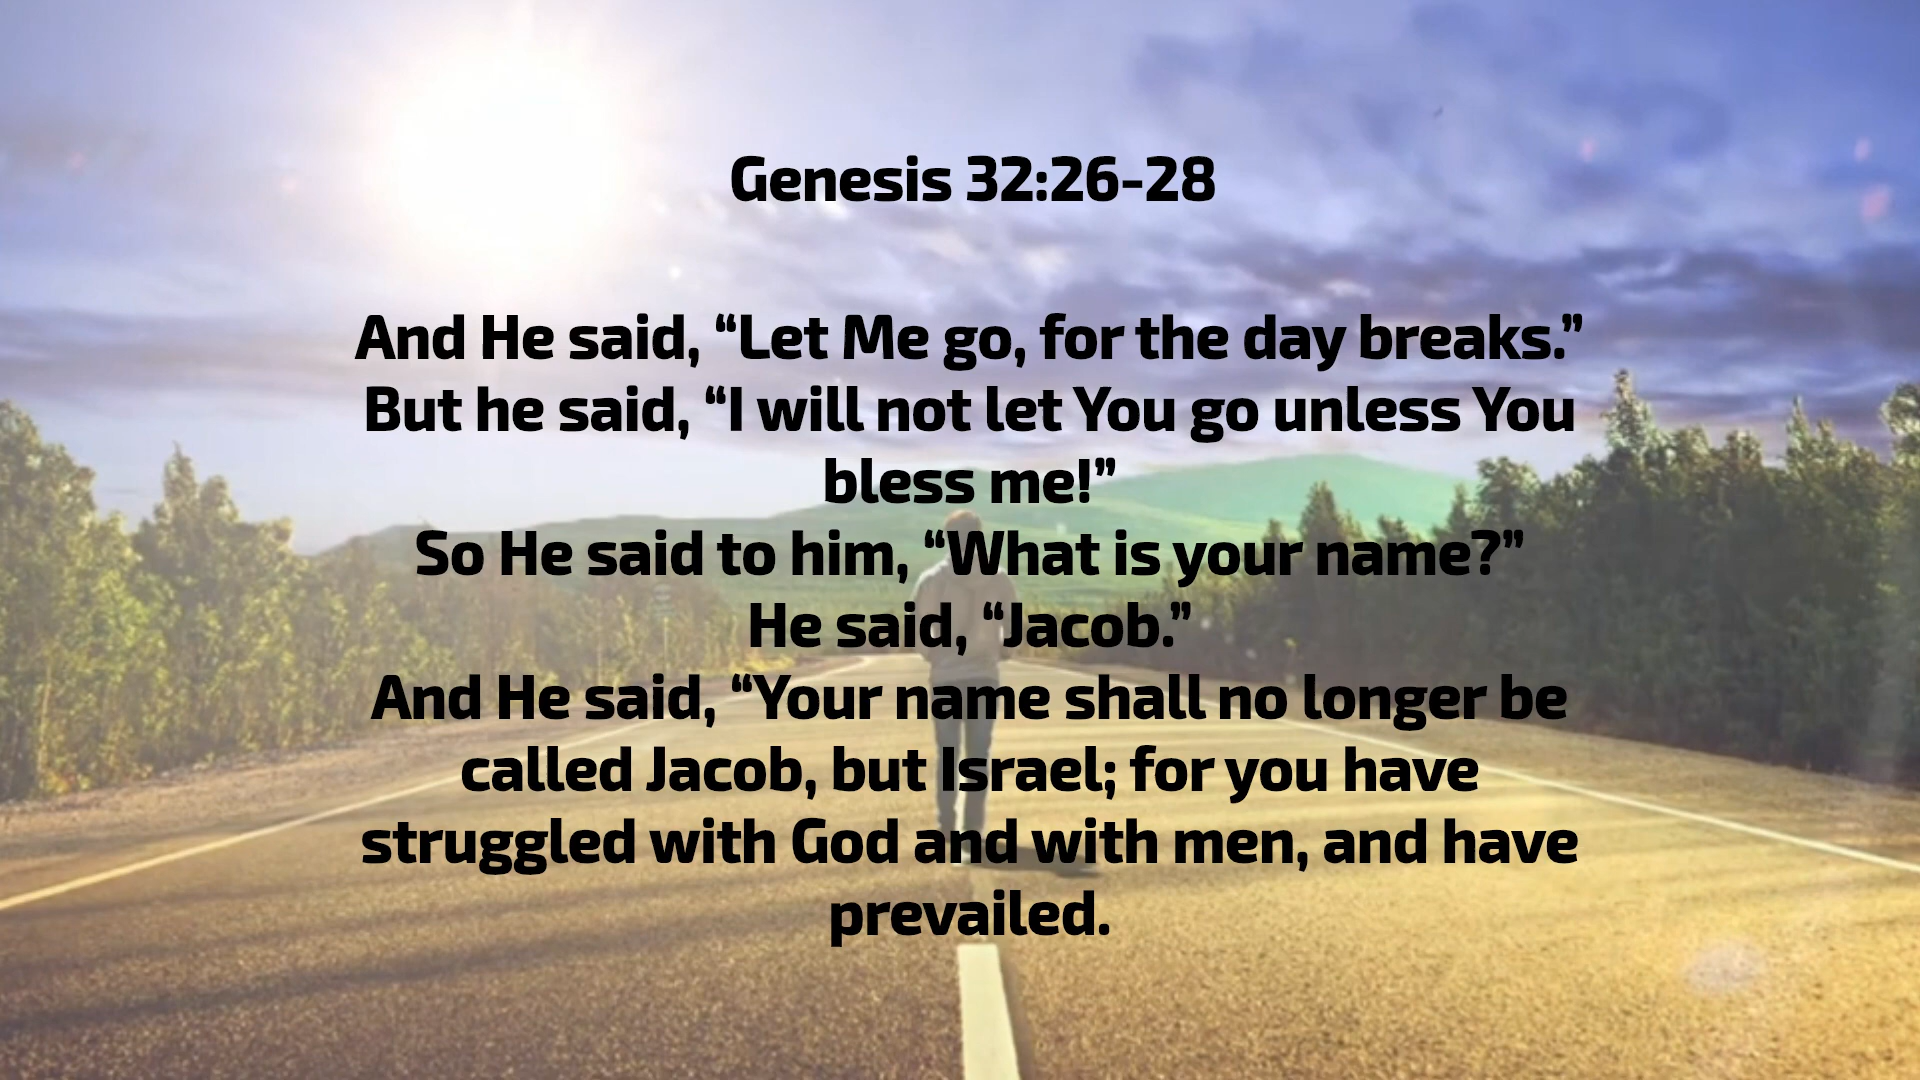 Genesis 32:26-28
And He said, “Let Me go, for the day breaks.”
But he said, “I will not let You go unless You
bless me!”
So He said to him, “What is your name?”
He said, “Jacob.”
And He said, “Your name shall no longer be
called Jacob, but Israel; for you have
struggled with God and with men, and have
prevailed.